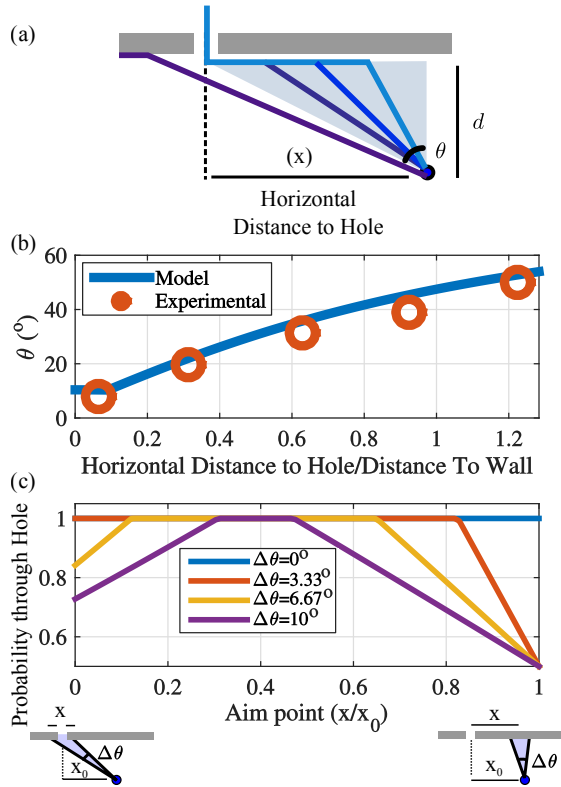 (a)
d
θ
(x)
Horizontal
Distance to Hole
(b)
60
40
20
0
θ (°)
Model
Experimental
0 0.2 0.4 0.6 0.8 1 1.2
Horizontal Distance to Hole/Distance To Wall
(c)
Probability through Hole
1
0.8
0.6
Δθ=0°
Δθ=3.33°
Δθ=6.67°
Δθ=10°
0 0.2 0.4 0.6 0.8 1
Aim point (x/x₀)
x
Δθ
x₀
x
Δθ
x₀